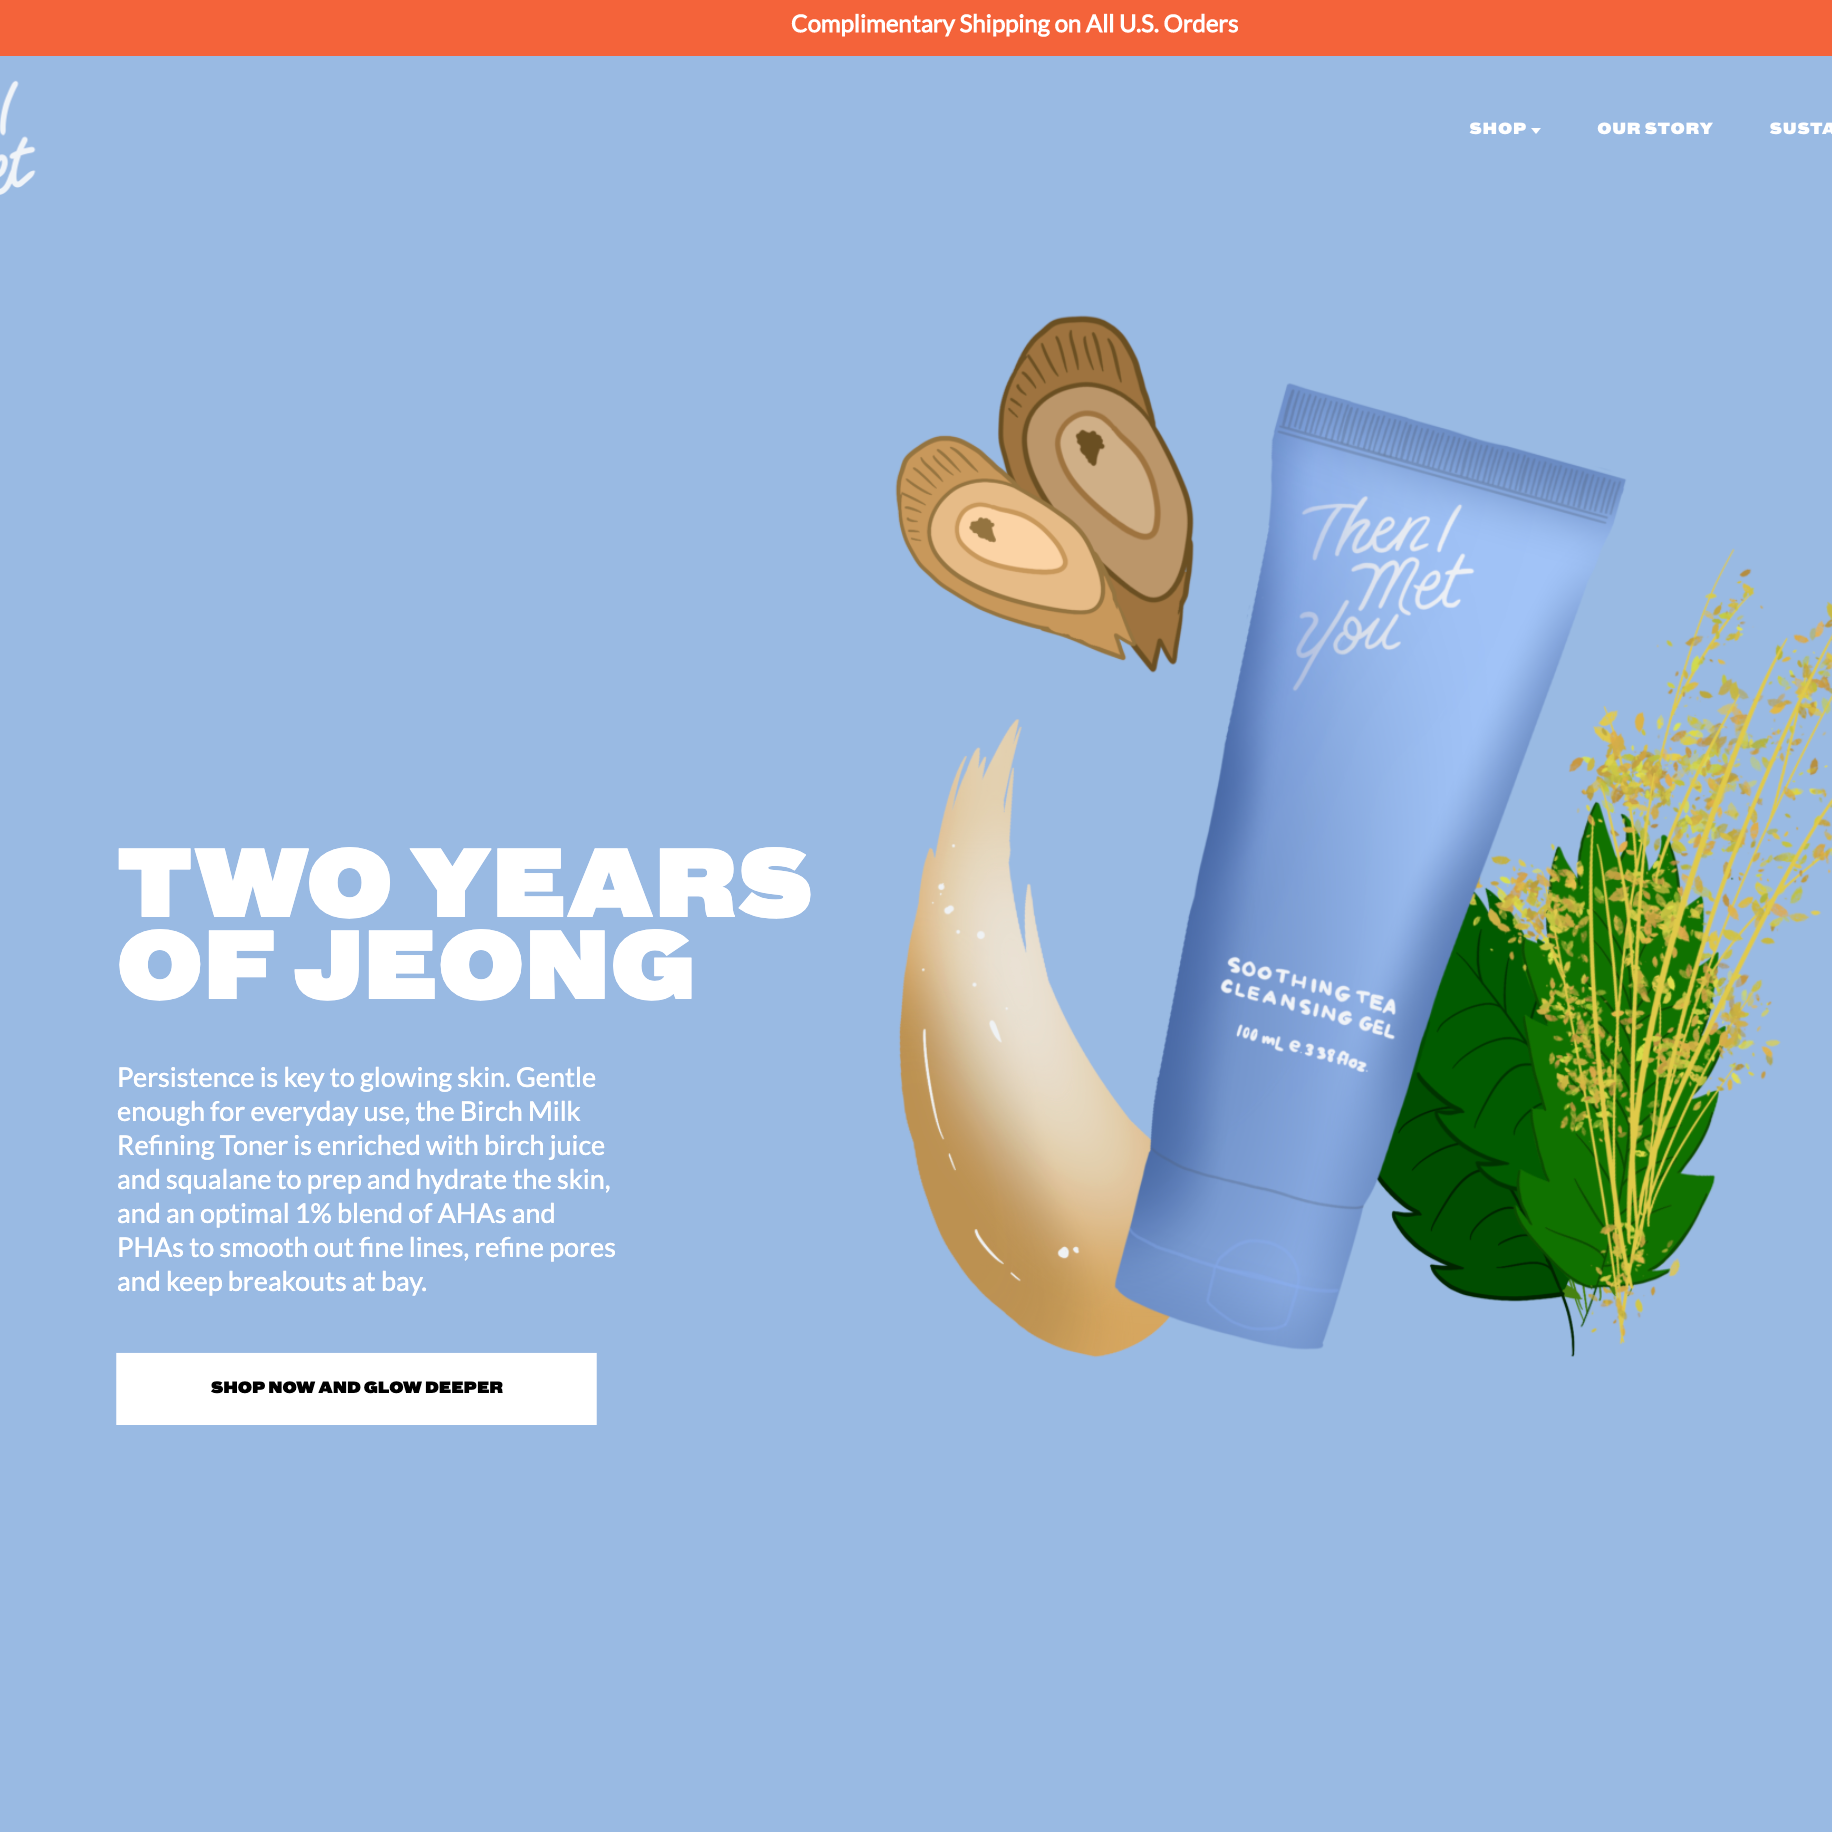 Complimentary Shipping on All U.S. Orders
SHOP
OUR STORY
Then I
Met
You
TWO YEARS
OF JEONG
SOOTHING TEA
CLEANSING GEL
100 mL e 3.38 fl oz.
Persistence is key to glowing skin. Gentle
enough for everyday use, the Birch Milk
Refining Toner is enriched with birch juice
and squalane to prep and hydrate the skin,
and an optimal 1% blend of AHAs and
PHAs to smooth out fine lines, refine pores
and keep breakouts at bay.
SHOP NOW AND GLOW DEEPER